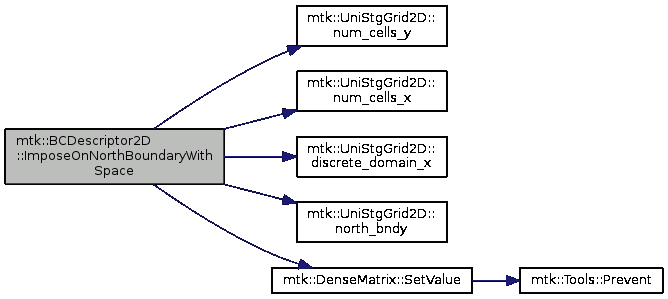 mtk::BCDescriptor2D
::ImposeOnNorthBoundaryWith
Space
mtk::UniStgGrid2D::
num_cells_y
mtk::UniStgGrid2D::
num_cells_x
mtk::UniStgGrid2D::
discrete_domain_x
mtk::UniStgGrid2D::
north_bndy
mtk::DenseMatrix::SetValue
mtk::Tools::Prevent